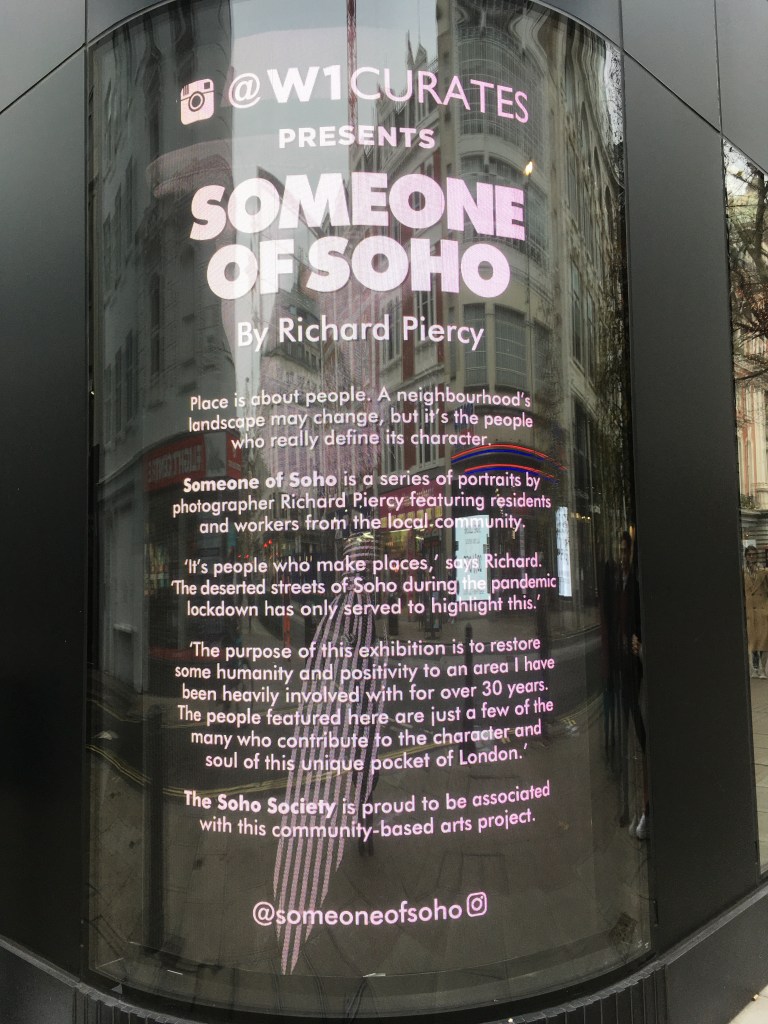 @W1CURATES
PRESENTS
SOMEONE
OF SOHO
By Richard Piercy
Place is about people. A neighbourhood's
landscape may change, but it's the people
who really define its character.
Someone of Soho is a series of portraits by
photographer Richard Piercy featuring residents
and workers from the local community.
'It's people who make places,' says Richard.
'The deserted streets of Soho during the pandemic
lockdown has only served to highlight this.'
'The purpose of this exhibition is to restore
some humanity and positivity to an area I have
been heavily involved with for over 30 years.
The people featured here are just a few of the
many who contribute to the character and
soul of this unique pocket of London.'
The Soho Society is proud to be associated
with this community-based arts project.
@someoneofsoho